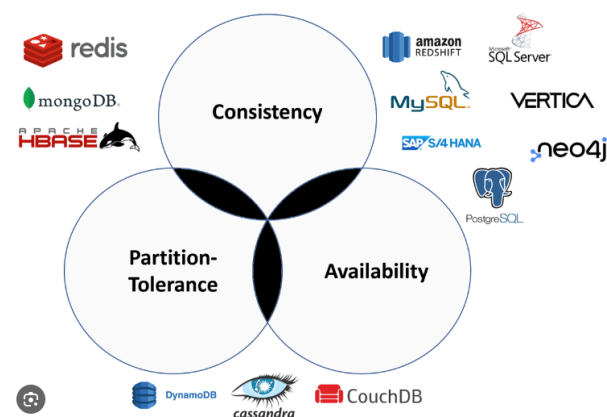 redis
mongoDB.
APACHE
HBASE
Consistency
amazon
REDSHIFT
Microsoft
SQL Server
MySQL
VERTICA
SAP S/4 HANA
neo4j
PostgreSQL
Partition-
Tolerance
Availability
DynamoDB
cassandra
CouchDB